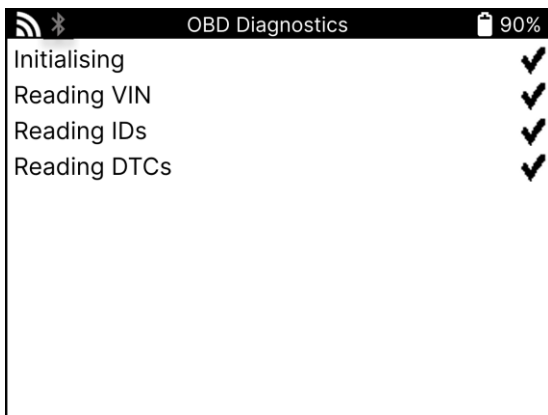 OBD Diagnostics 90%
Initialising
Reading VIN
Reading IDs
Reading DTCs